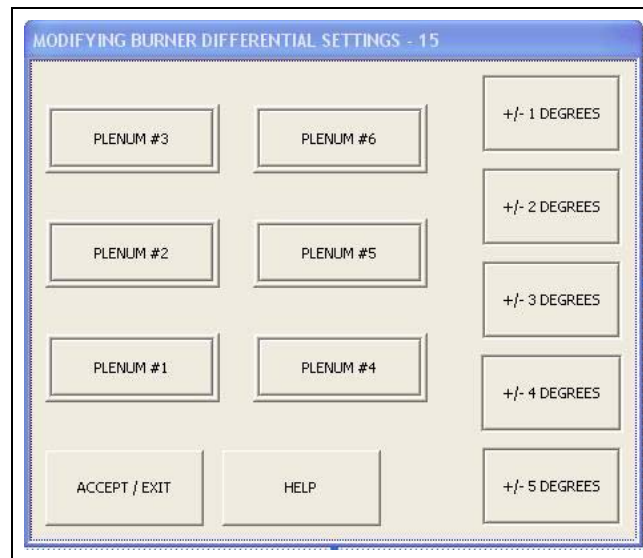 MODIFYING BURNER DIFFERENTIAL SETTINGS - 15
PLENUM #3
PLENUM #6
+/- 1 DEGREES
+/- 2 DEGREES
PLENUM #2
PLENUM #5
+/- 3 DEGREES
PLENUM #1
PLENUM #4
+/- 4 DEGREES
ACCEPT / EXIT
HELP
+/- 5 DEGREES